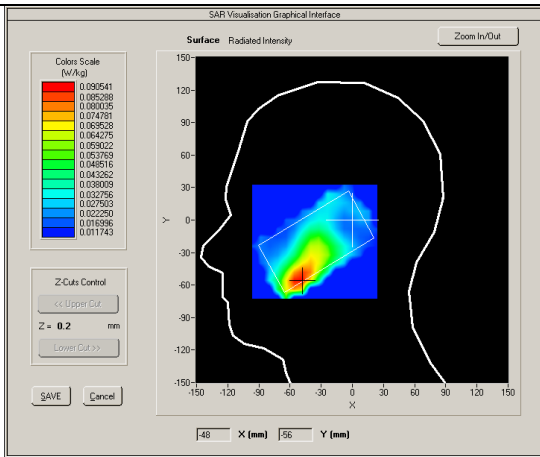 SAR Visualisation Graphical Interface
Surface Radiated Intensity
Zoom In/Out
Colors Scale
(W/kg)
0.090541
0.085288
0.080035
0.074781
0.069528
0.064275
0.059022
0.053769
0.048516
0.043262
0.038009
0.032756
0.027503
0.022250
0.016996
0.011743
Z-Cuts Control
<< Upper Cut
Z = 0.2 mm
Lower Cut >>
SAVE Cancel
150
120
90
60
30
0
-30
-60
-90
-120
-150
Y
-150 -120 -90 -60 -30 0 30 60 90 120 150
X
-48 X (mm) -56 Y (mm)